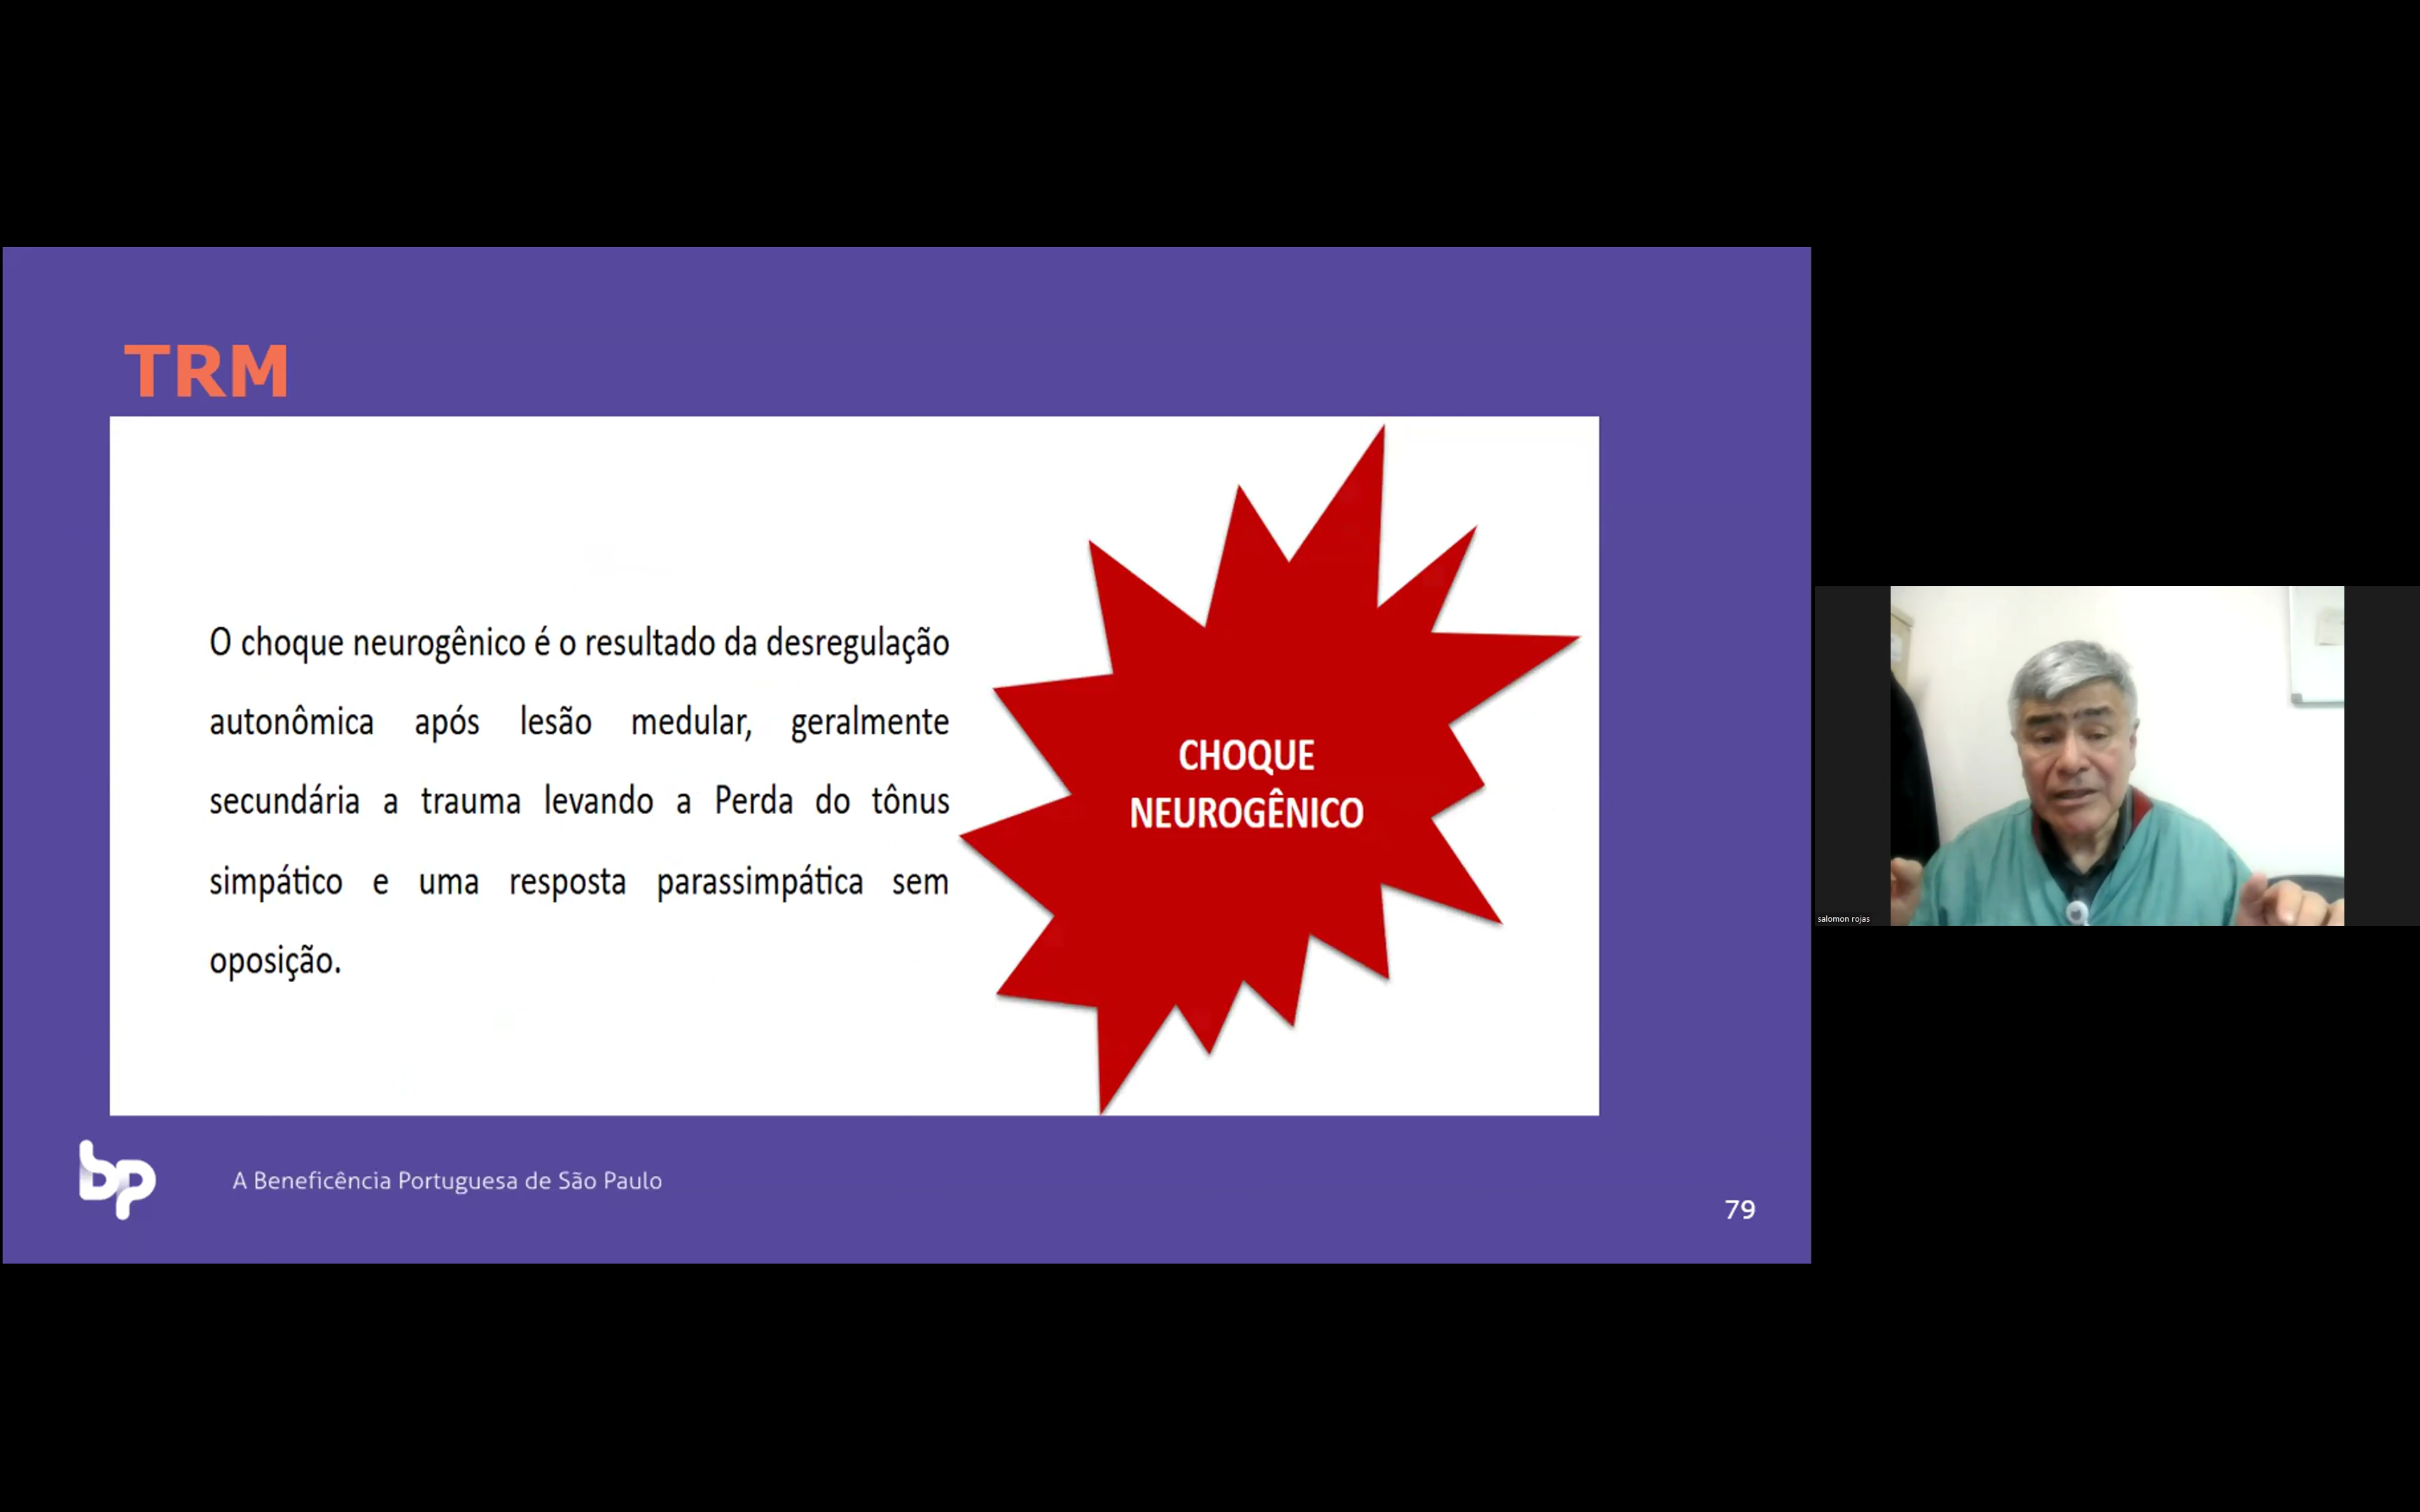 TRM
O choque neurogênico é o resultado da desregulação
autonômica após lesão medular, geralmente
secundária a trauma levando a Perda do tônus
simpático e uma resposta parassimpática sem
oposição.
CHOQUE
NEUROGÊNICO
bp
A Beneficência Portuguesa de São Paulo
79
salomon rojas